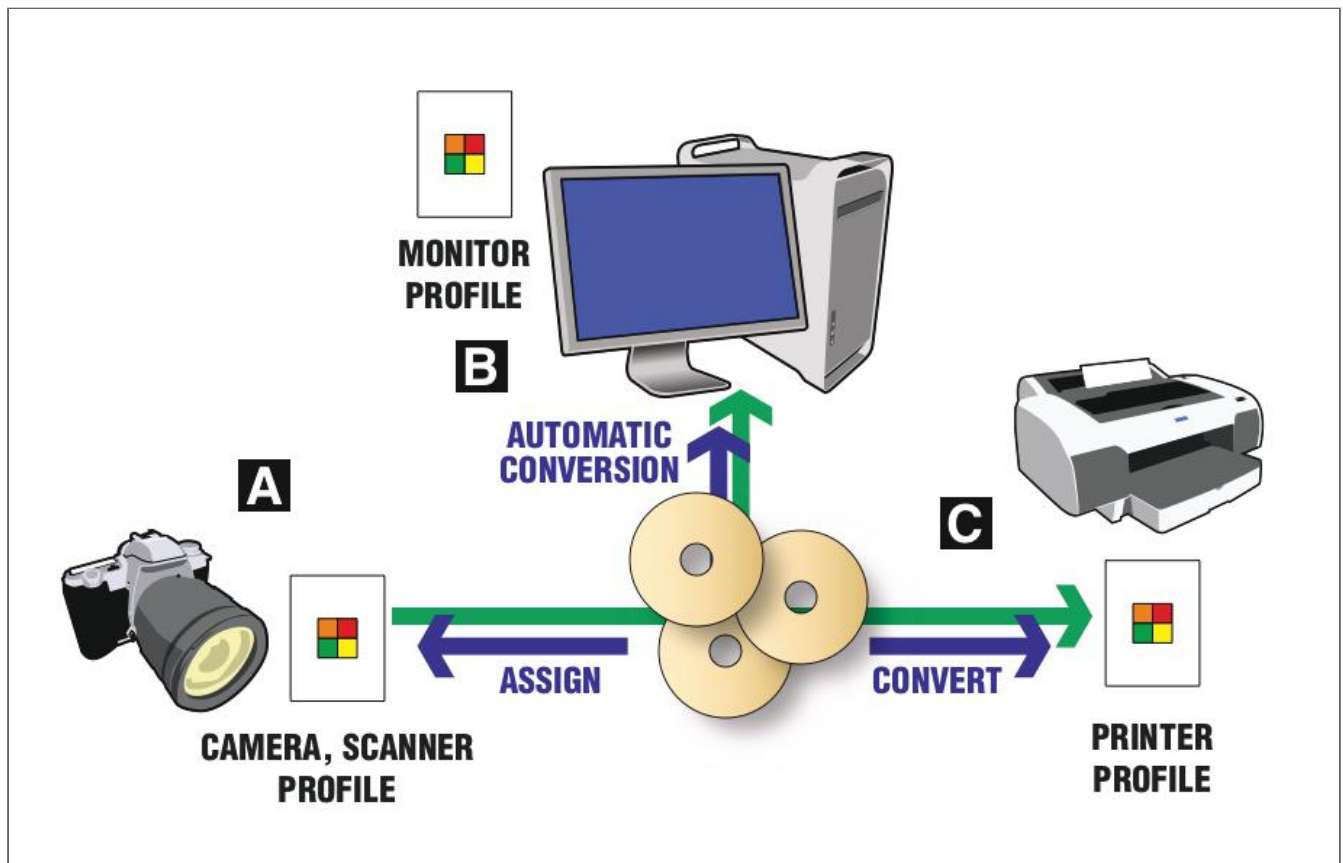 MONITOR
PROFILE
B
AUTOMATIC
CONVERSION
A
C
ASSIGN
CONVERT
CAMERA, SCANNER
PROFILE
PRINTER
PROFILE